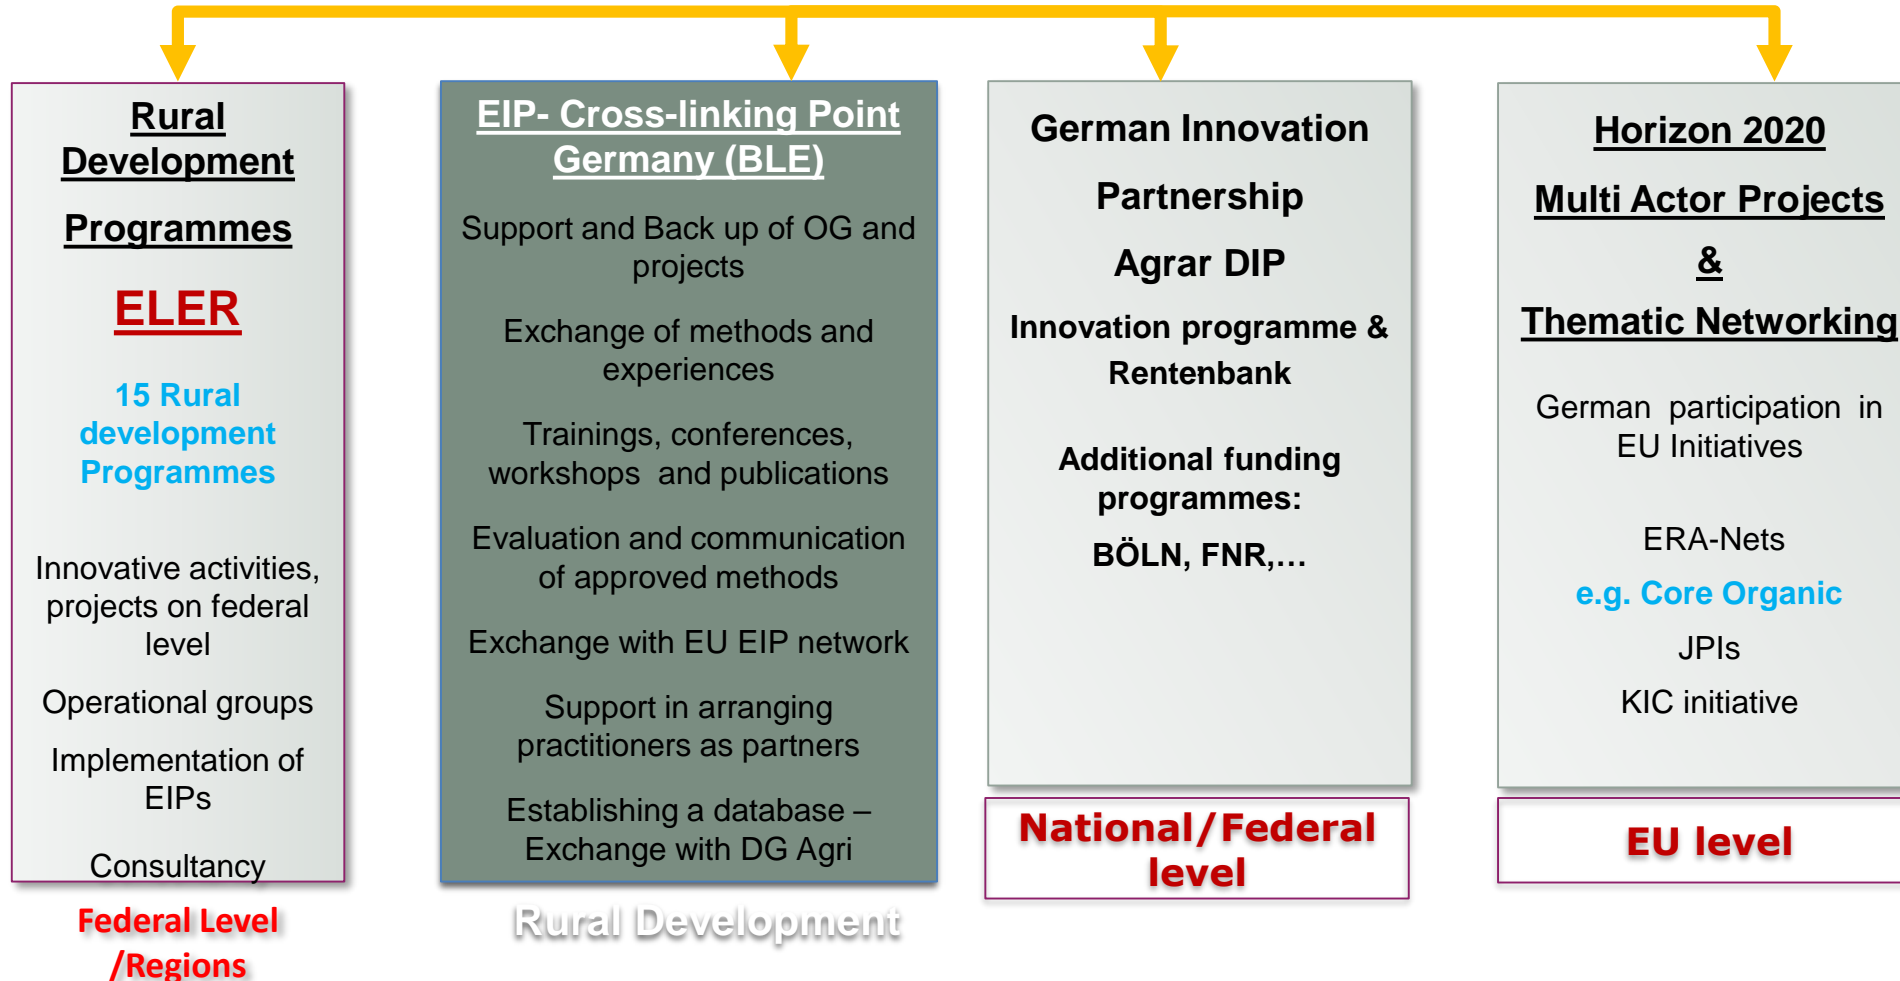 Rural
Development
Programmes
ELER
15 Rural
development
Programmes
Innovative activities,
projects on federal
level
Operational groups
Implementation of
EIPs
Consultancy
Federal Level
/Regions
EIP- Cross-linking Point
Germany (BLE)
Support and Back up of OG and
projects
Exchange of methods and
experiences
Trainings, conferences,
workshops and publications
Evaluation and communication
of approved methods
Exchange with EU EIP network
Support in arranging
practitioners as partners
Establishing a database –
Exchange with DG Agri
Rural Development
German Innovation
Partnership
Agrar DIP
Innovation programme &
Rentenbank
Additional funding
programmes:
BÖLN, FNR,…
National/Federal
level
Horizon 2020
Multi Actor Projects
&
Thematic Networking
German participation in
EU Initiatives
ERA-Nets
e.g. Core Organic
JPIs
KIC initiative
EU level